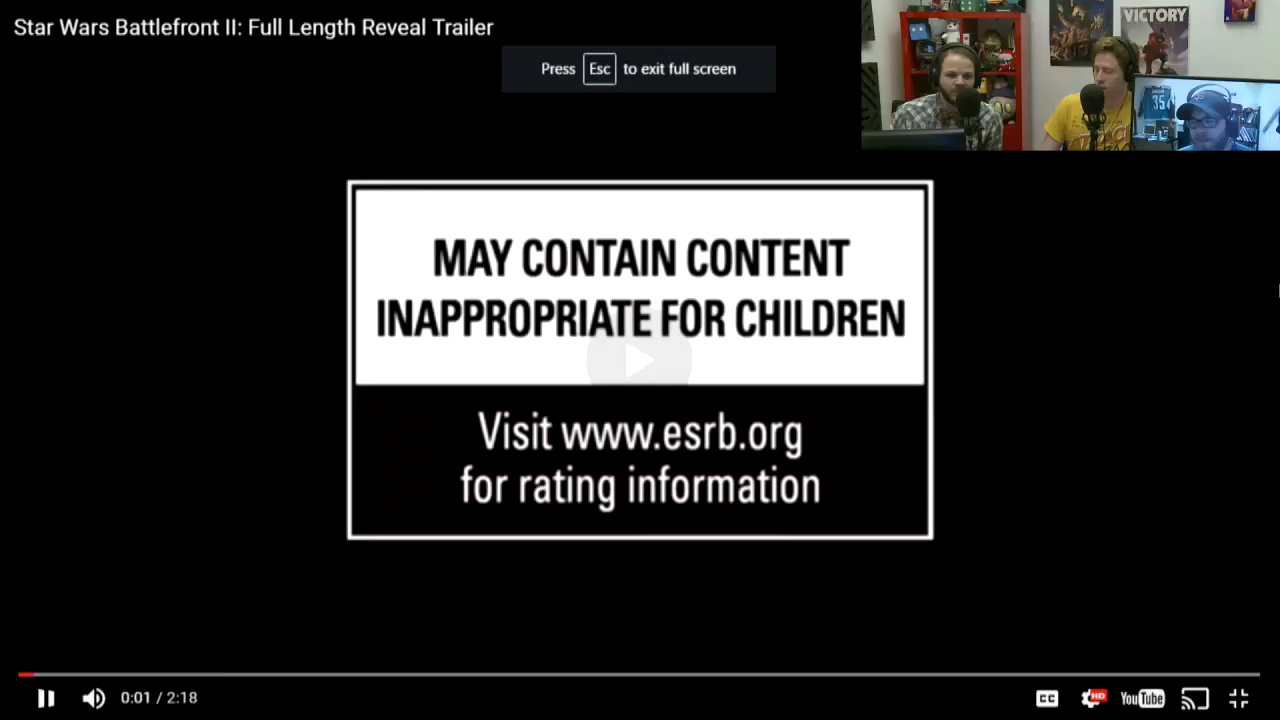 Star Wars Battlefront II: Full Length Reveal Trailer
VICTORY
Press Esc to exit full screen
35
MAY CONTAIN CONTENT
INAPPROPRIATE FOR CHILDREN
Visit www.esrb.org
for rating information
0:01 / 2:18
CC
HD
YouTube